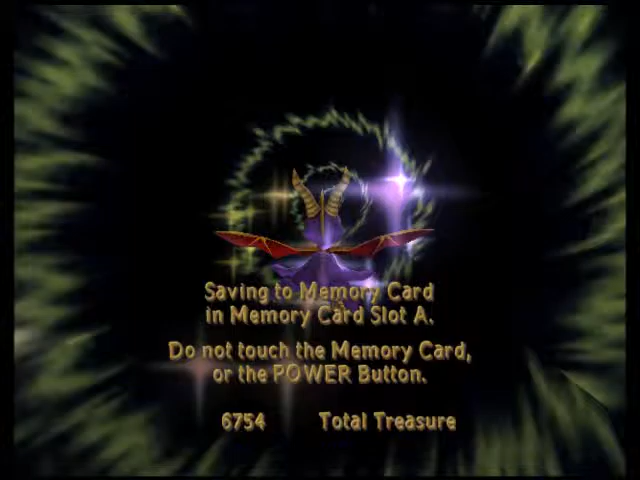 Saving to Memory Card
in Memory Card Slot A.
Do not touch the Memory Card,
or the POWER Button.
6754 Total Treasure